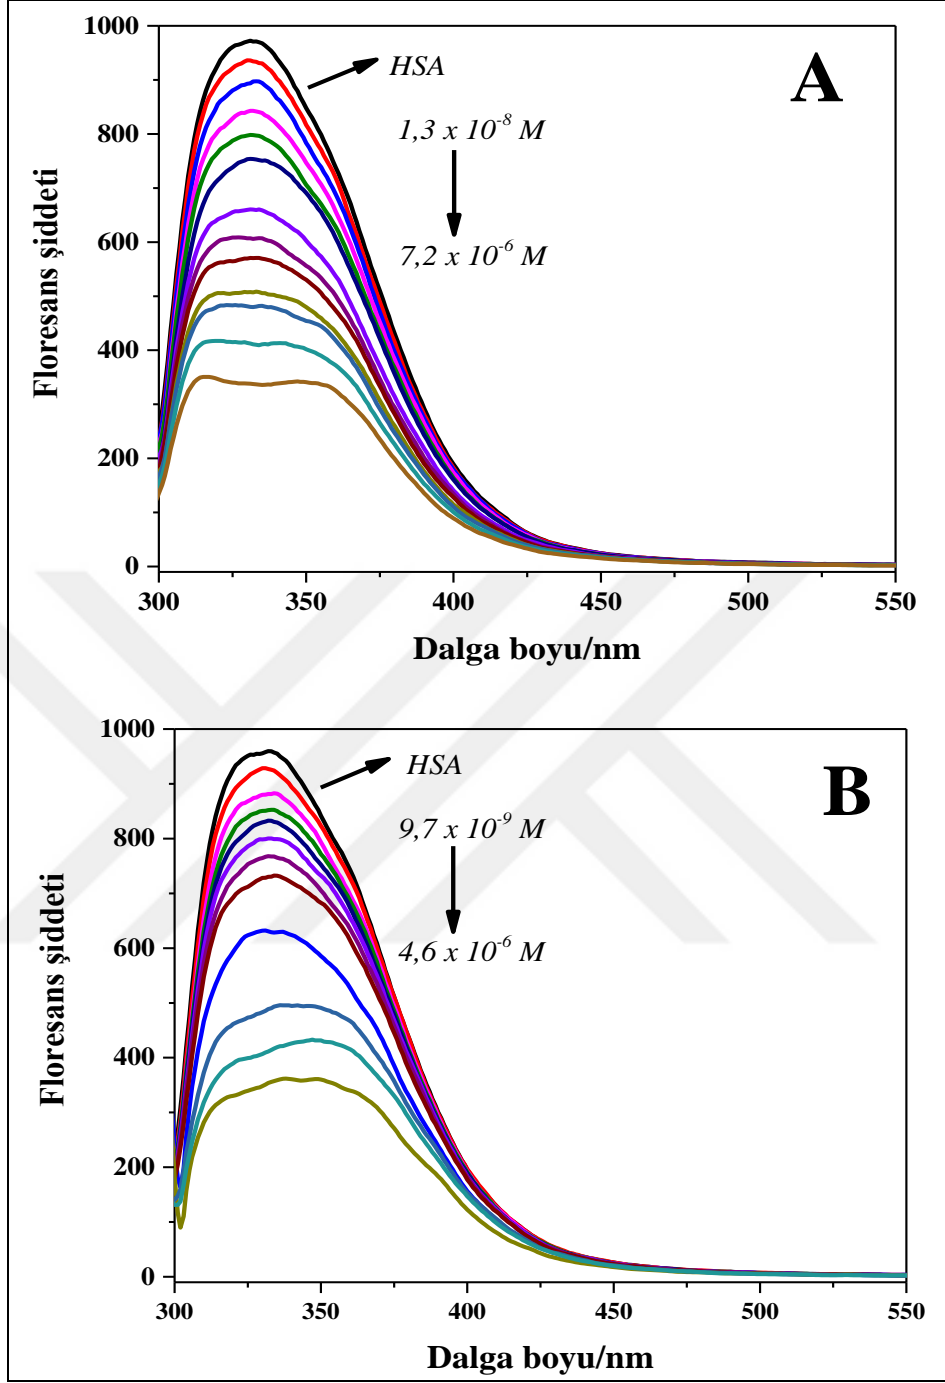 A
HSA
1,3 x 10-8 M
7,2 x 10-6 M
Floresans şiddeti
1000
800
600
400
200
0
300 350 400 450 500 550
Dalga boyu/nm
B
HSA
9,7 x 10-9 M
4,6 x 10-6 M
Floresans şiddeti
1000
800
600
400
200
0
300 350 400 450 500 550
Dalga boyu/nm